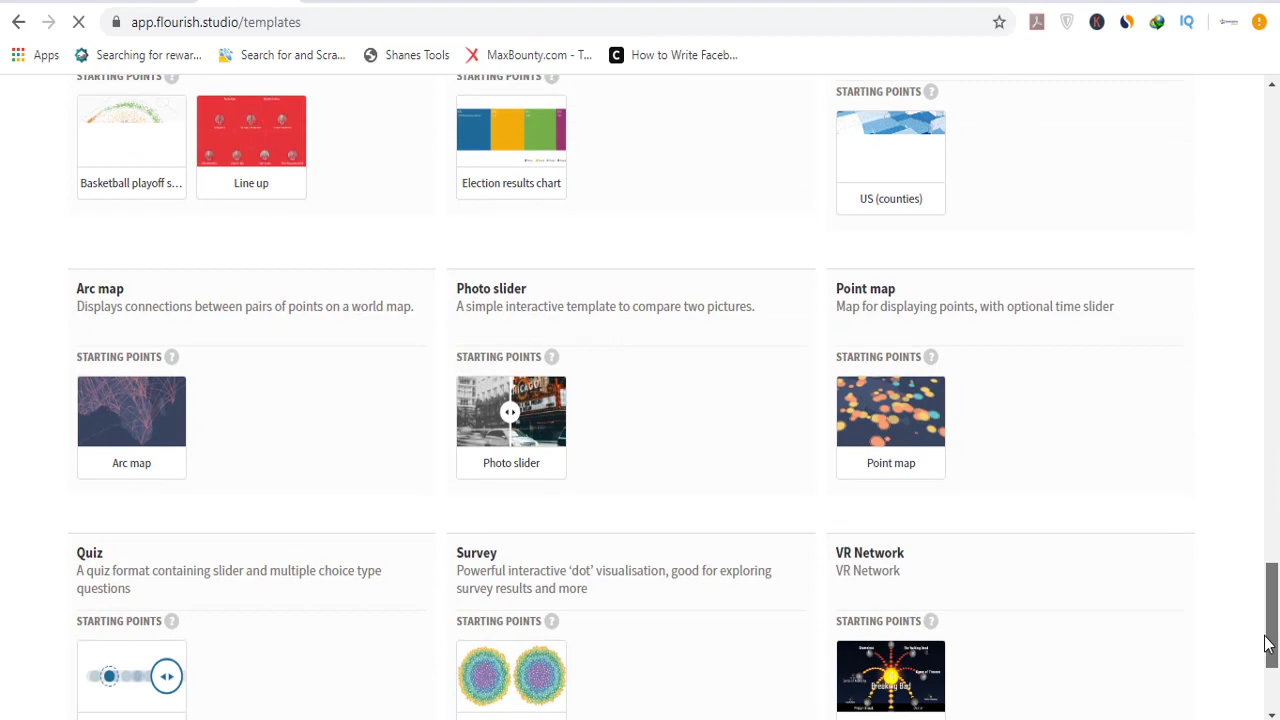 app.flourish.studio/templates
Apps
Searching for rewar...
Search for and Scra...
Shanes Tools
MaxBounty.com - T...
How to Write Faceb...
STARTING POINTS ?
STARTING POINTS ?
STARTING POINTS ?
Basketball playoff s...
Line up
Election results chart
US (counties)
Arc map
Displays connections between pairs of points on a world map.
STARTING POINTS ?
Arc map
Photo slider
A simple interactive template to compare two pictures.
STARTING POINTS ?
CHICAGO
Photo slider
Point map
Map for displaying points, with optional time slider
STARTING POINTS ?
Point map
Quiz
A quiz format containing slider and multiple choice type
questions
STARTING POINTS ?
Survey
Powerful interactive ‘dot’ visualisation, good for exploring
survey results and more
STARTING POINTS ?
VR Network
VR Network
STARTING POINTS ?
Breaking Bad